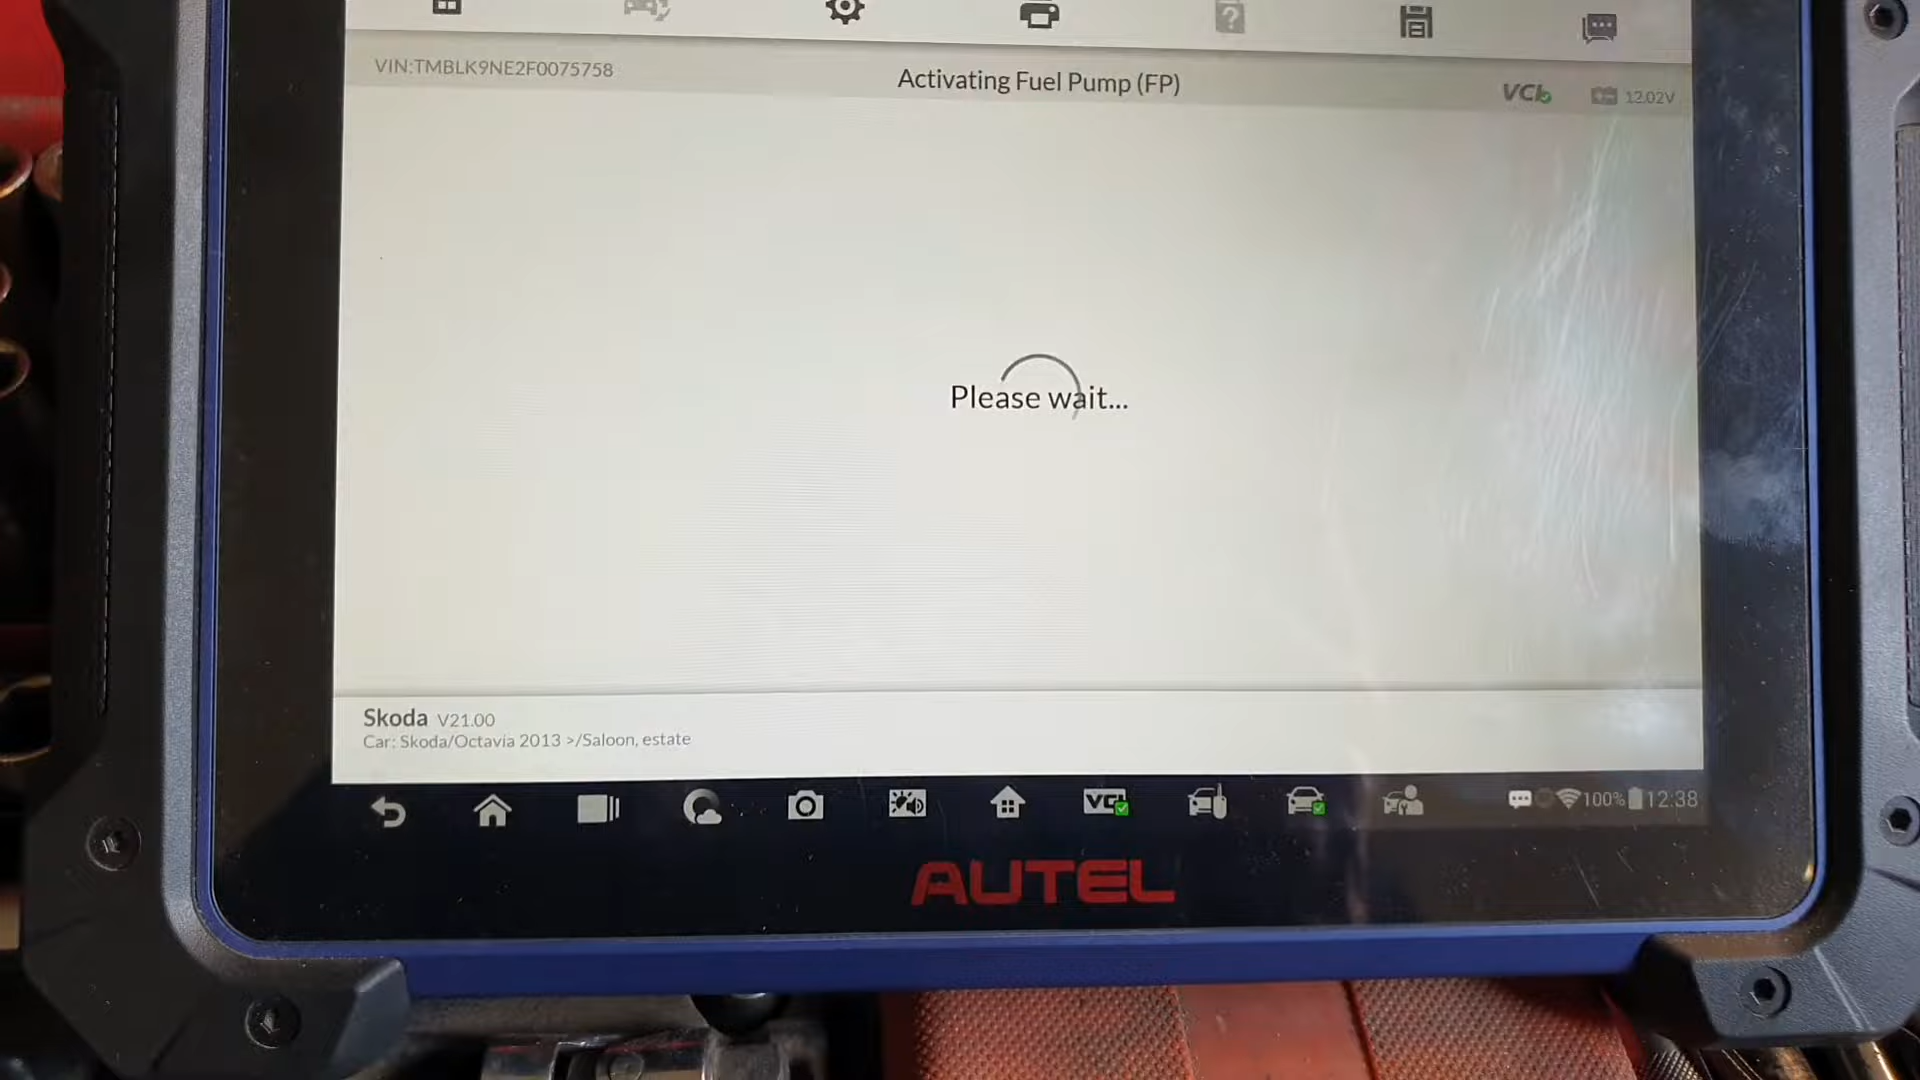 VIN:TMBLK9NE2F0075758
Activating Fuel Pump (FP)
VCI
12.02V
Please wait...
Skoda V21.00
Car: Skoda/Octavia 2013 >/Saloon, estate
VCI
100%
12:38
AUTEL